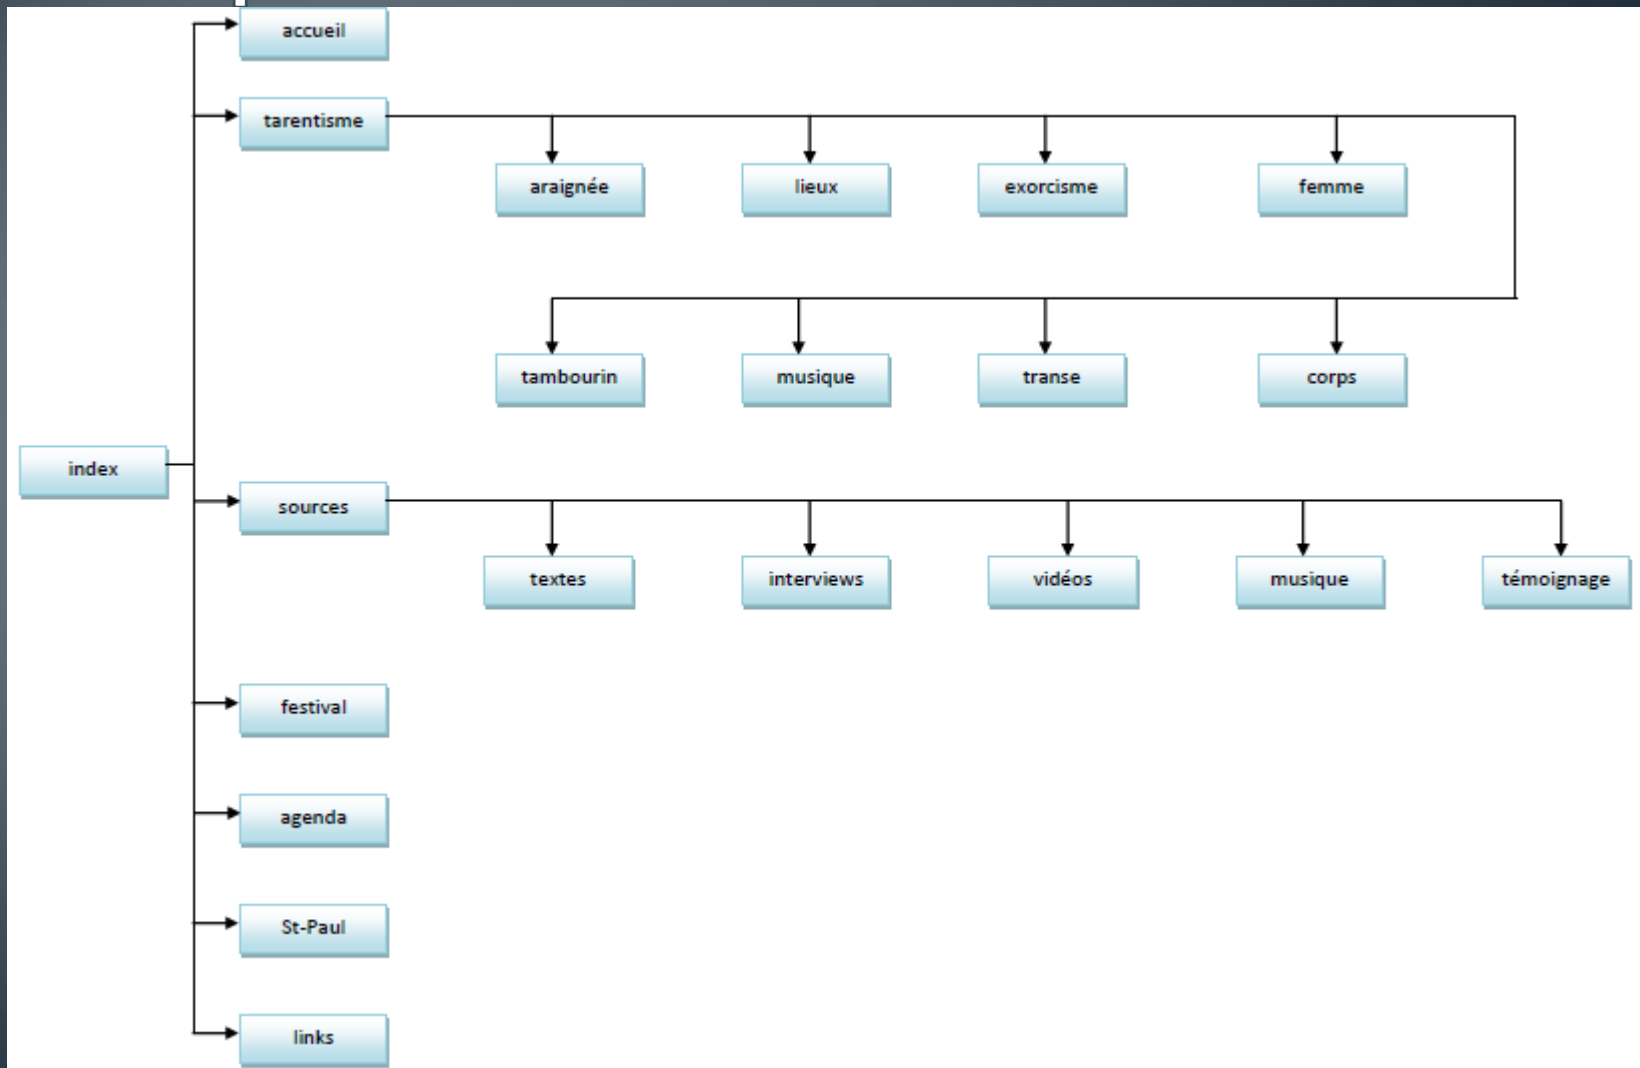 accueil
tarentisme
araignée
lieux
exorcisme
femme
tambourin
musique
transe
corps
index
sources
textes
interviews
vidéos
musique
témoignage
festival
agenda
St-Paul
links